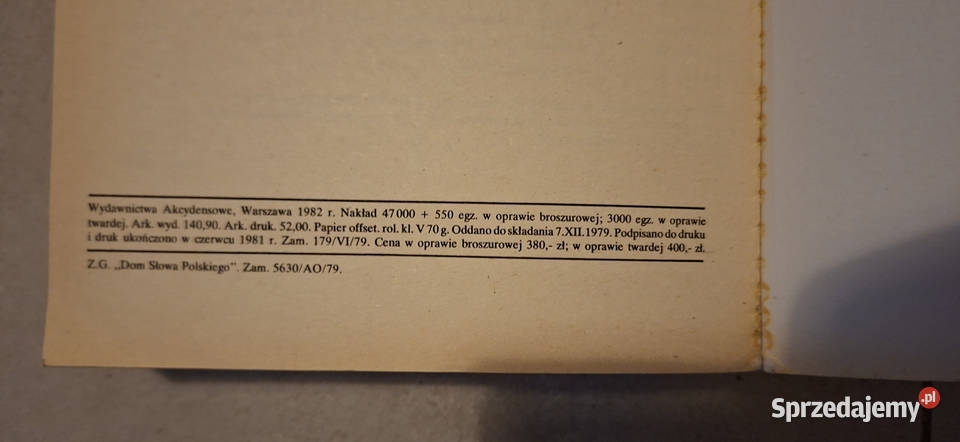 Wydawnictwa Akcydensowe, Warszawa 1982 r. Nakład 47000 + 550 egz. w oprawie broszurowej; 3000 egz. w oprawie
twardej. Ark. wyd. 140,90. Ark. druk. 52,00. Papier offset. rol. kl. V 70 g. Oddano do składania 7.XII.1979. Podpisano do druku
i druk ukończono w czerwcu 1981 r. Zam. 179/VI/79. Cena w oprawie broszurowej 380,- zł; w oprawie twardej 400,- zł.
Z.G. „Dom Słowa Polskiego". Zam. 5630/AO/79.
Sprzedajemy.pl